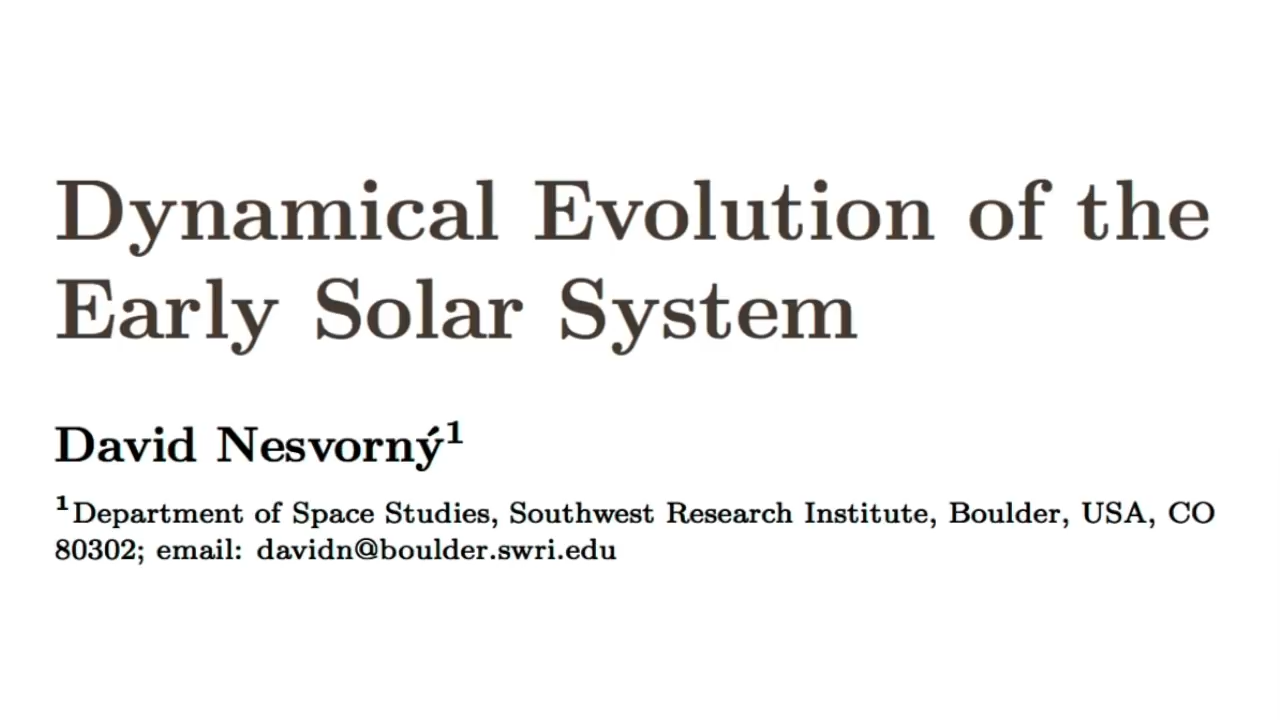 Dynamical Evolution of the
Early Solar System
David Nesvorný¹
¹Department of Space Studies, Southwest Research Institute, Boulder, USA, CO
80302; email: davidn@boulder.swri.edu